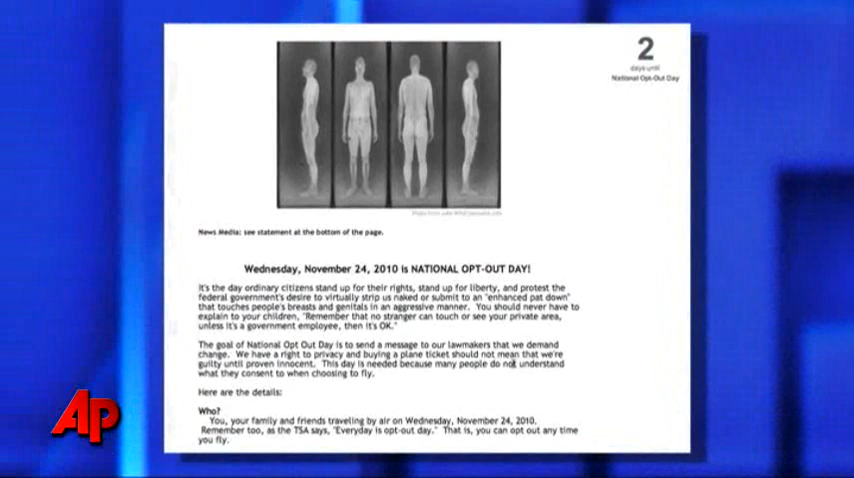 2
days until
National Opt-Out Day
News Media: see statement at the bottom of the page.
Wednesday, November 24, 2010 is NATIONAL OPT-OUT DAY!
It's the day ordinary citizens stand up for their rights, stand up for liberty, and protest the
federal government's desire to virtually strip us naked or submit to an "enhanced pat down"
that touches people's breasts and genitals in an aggressive manner. You should never have to
explain to your children, "Remember that no stranger can touch or see your private area,
unless it's a government employee, then it's OK."
The goal of National Opt Out Day is to send a message to our lawmakers that we demand
change. We have a right to privacy and buying a plane ticket should not mean that we're
guilty until proven innocent. This day is needed because many people do not understand
what they consent to when choosing to fly.
Here are the details:
Who?
You, your family and friends traveling by air on Wednesday, November 24, 2010.
Remember too, as the TSA says, "Everyday is opt-out day." That is, you can opt out any time
you fly.
AP